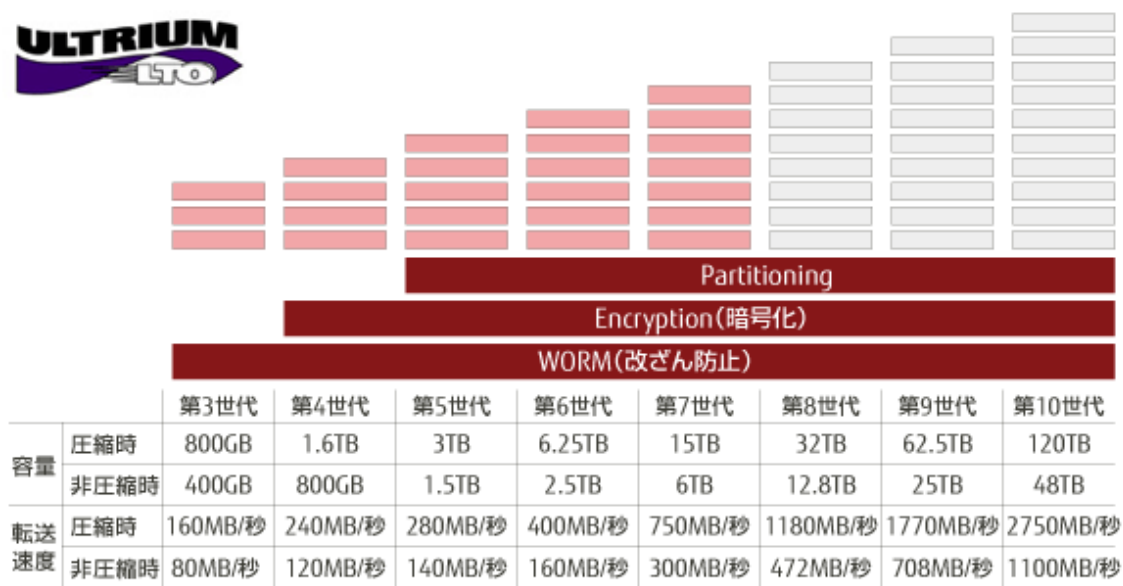 ULTRIUM
LTO
Partitioning
Encryption(暗号化)
WORM(改ざん防止)
第3世代 第4世代 第5世代 第6世代 第7世代 第8世代 第9世代 第10世代
容量 圧縮時 800GB 1.6TB 3TB 6.25TB 15TB 32TB 62.5TB 120TB
非圧縮時 400GB 800GB 1.5TB 2.5TB 6TB 12.8TB 25TB 48TB
転送速度 圧縮時 160MB/秒 240MB/秒 280MB/秒 400MB/秒 750MB/秒 1180MB/秒 1770MB/秒 2750MB/秒
非圧縮時 80MB/秒 120MB/秒 140MB/秒 160MB/秒 300MB/秒 472MB/秒 708MB/秒 1100MB/秒